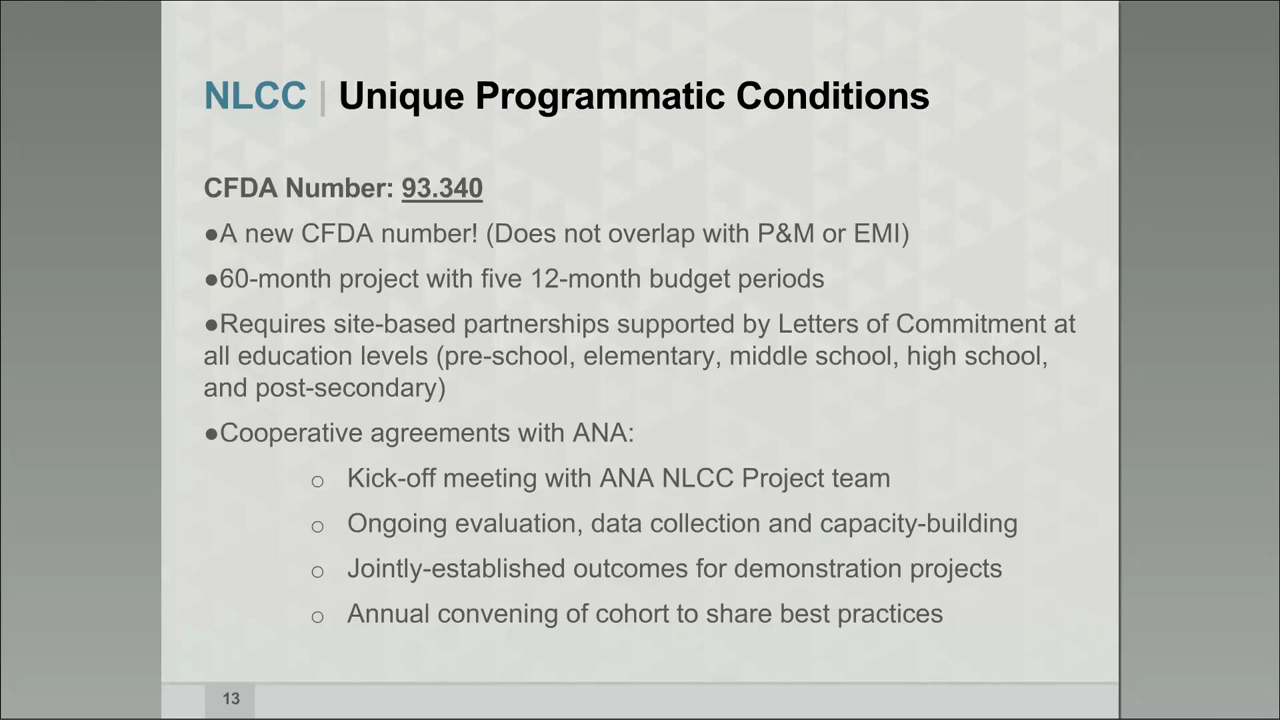 NLCC | Unique Programmatic Conditions
CFDA Number: 93.340
●A new CFDA number! (Does not overlap with P&M or EMI)
●60-month project with five 12-month budget periods
●Requires site-based partnerships supported by Letters of Commitment at
all education levels (pre-school, elementary, middle school, high school,
and post-secondary)
●Cooperative agreements with ANA:
○ Kick-off meeting with ANA NLCC Project team
○ Ongoing evaluation, data collection and capacity-building
○ Jointly-established outcomes for demonstration projects
○ Annual convening of cohort to share best practices
13